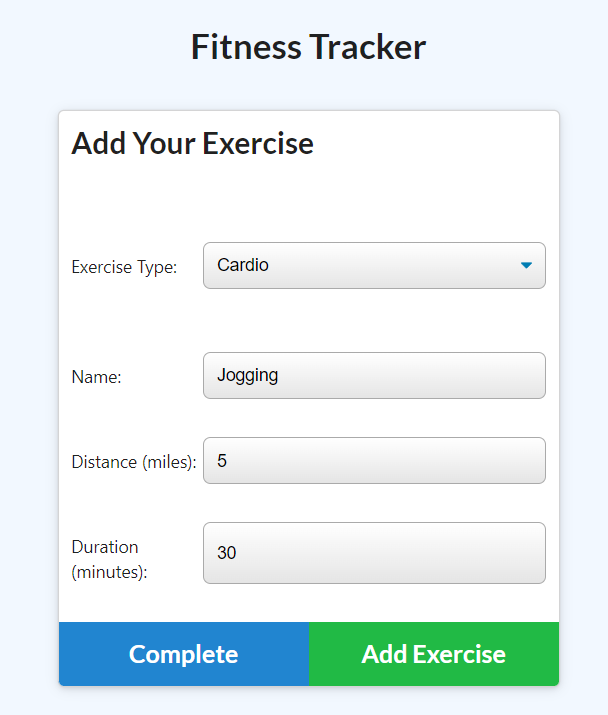 Fitness Tracker
Add Your Exercise
Exercise Type: Cardio
Name: Jogging
Distance (miles): 5
Duration
(minutes): 30
Complete Add Exercise